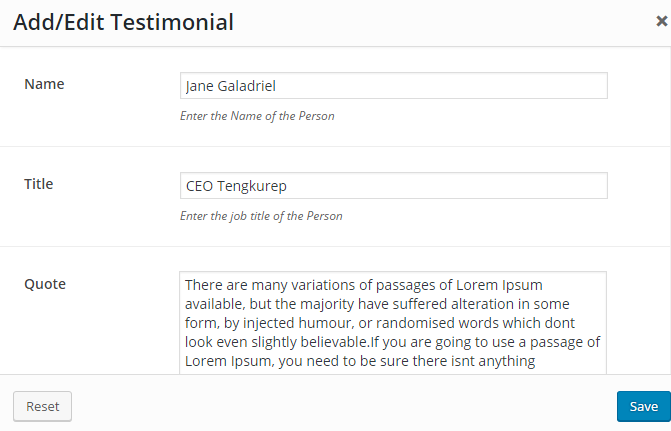 Add/Edit Testimonial
Name
Jane Galadriel
Enter the Name of the Person
Title
CEO Tengkurep
Enter the job title of the Person
Quote
There are many variations of passages of Lorem Ipsum
available, but the majority have suffered alteration in some
form, by injected humour, or randomised words which dont
look even slightly believable.If you are going to use a passage of
Lorem Ipsum, you need to be sure there isnt anything
Reset
Save